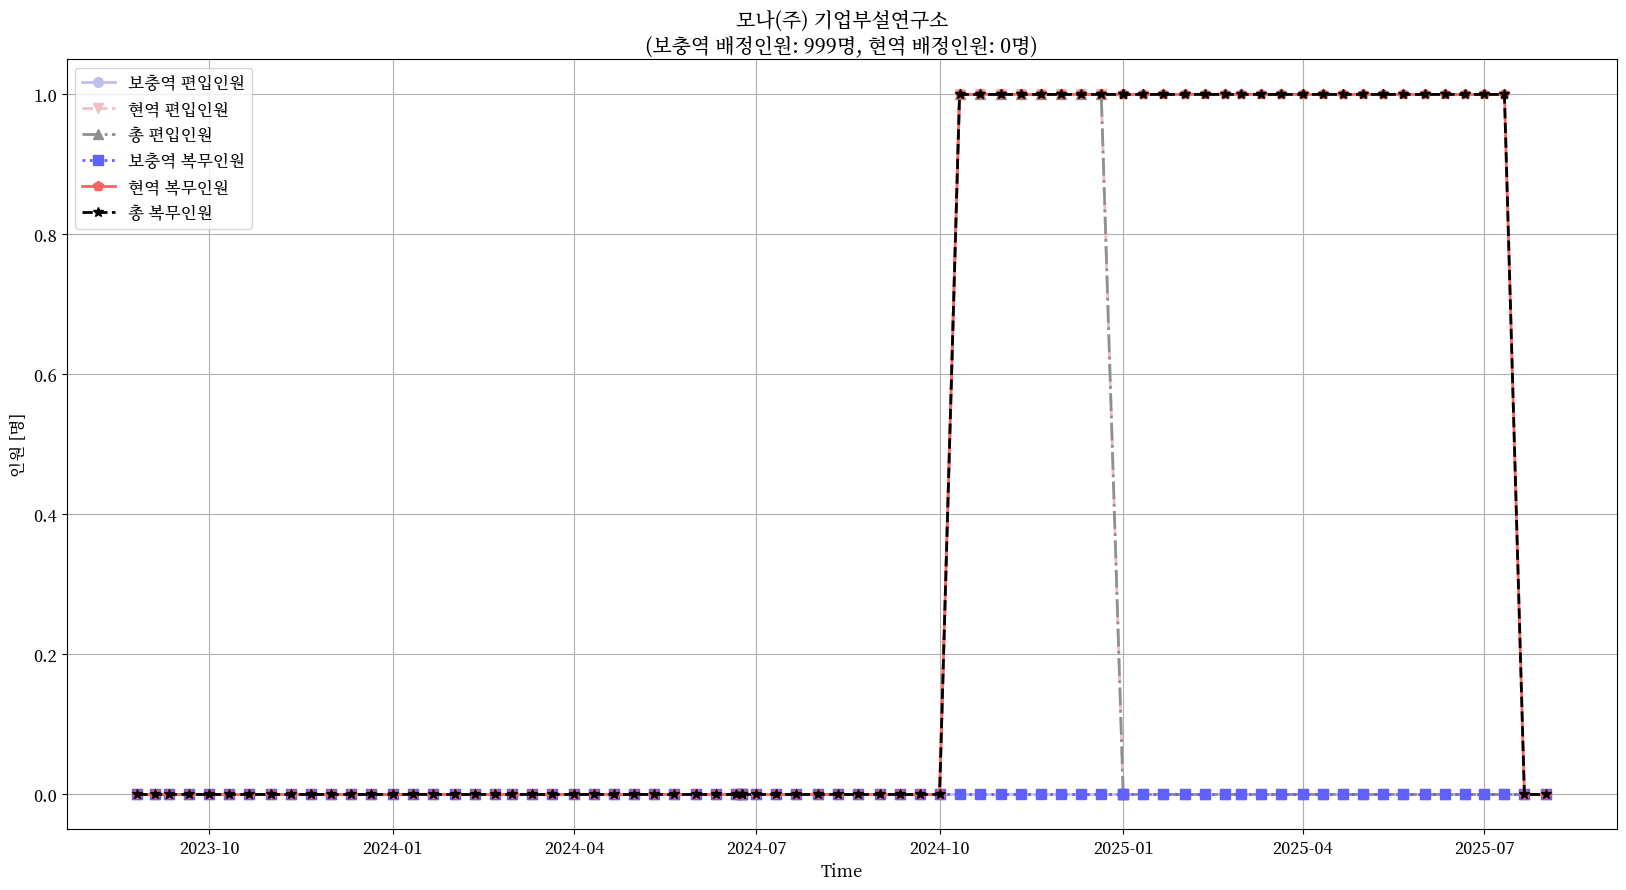 모나(주) 기업부설연구소
(보충역 배정인원: 999명, 현역 배정인원: 0명)
보충역 편입인원
현역 편입인원
총 편입인원
보충역 복무인원
현역 복무인원
총 복무인원
1.0
0.8
0.6
0.4
0.2
0.0
인원 [명]
2023-10
2024-01
2024-04
2024-07
2024-10
2025-01
2025-04
2025-07
Time